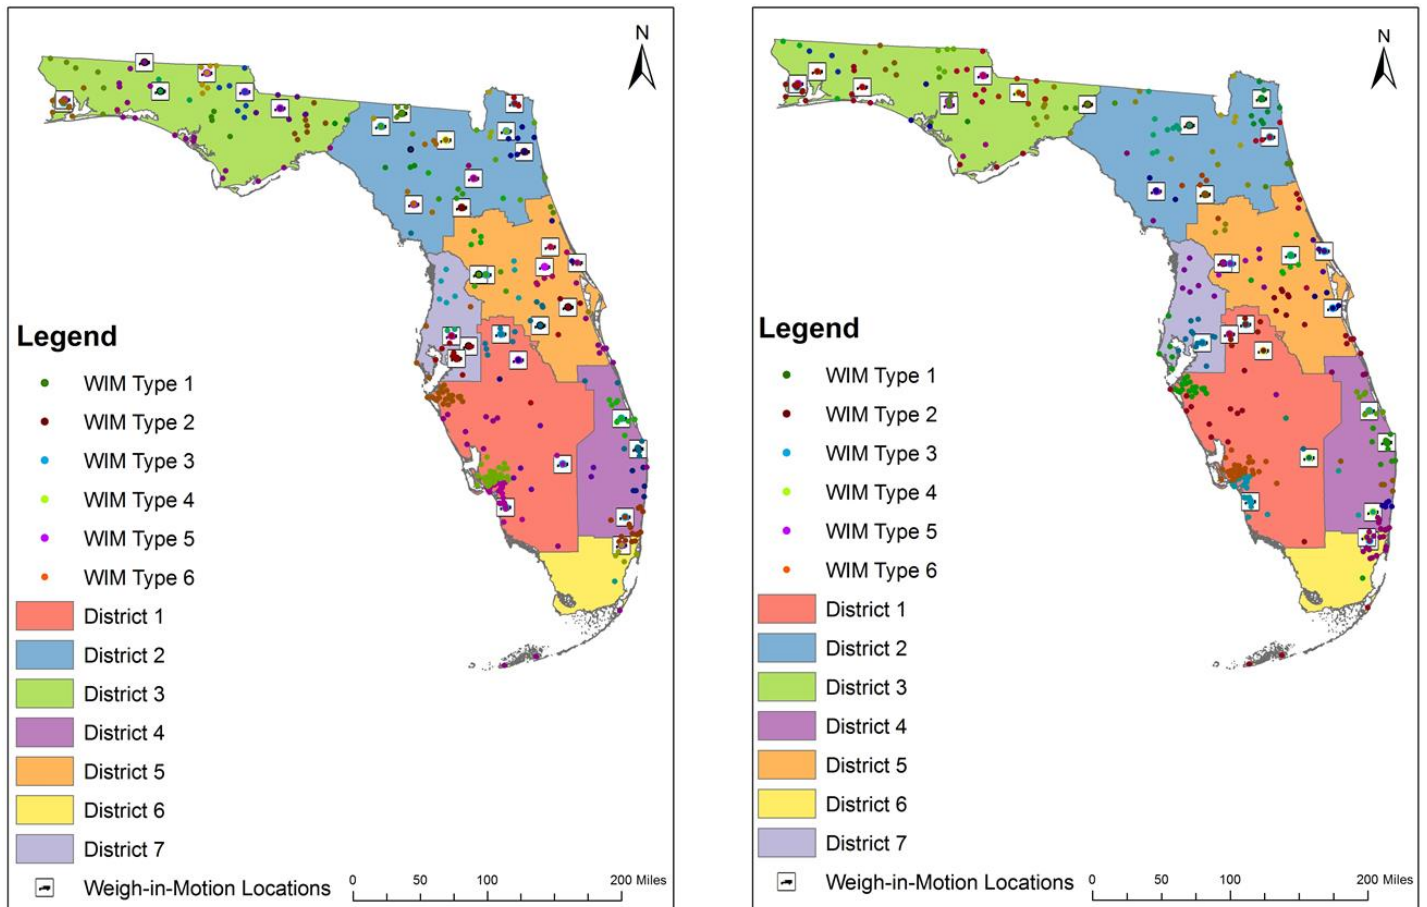 N
Legend
WIM Type 1
WIM Type 2
WIM Type 3
WIM Type 4
WIM Type 5
WIM Type 6
District 1
District 2
District 3
District 4
District 5
District 6
District 7
Weigh-in-Motion Locations
0 50 100 200 Miles
N
Legend
WIM Type 1
WIM Type 2
WIM Type 3
WIM Type 4
WIM Type 5
WIM Type 6
District 1
District 2
District 3
District 4
District 5
District 6
District 7
Weigh-in-Motion Locations
0 50 100 200 Miles